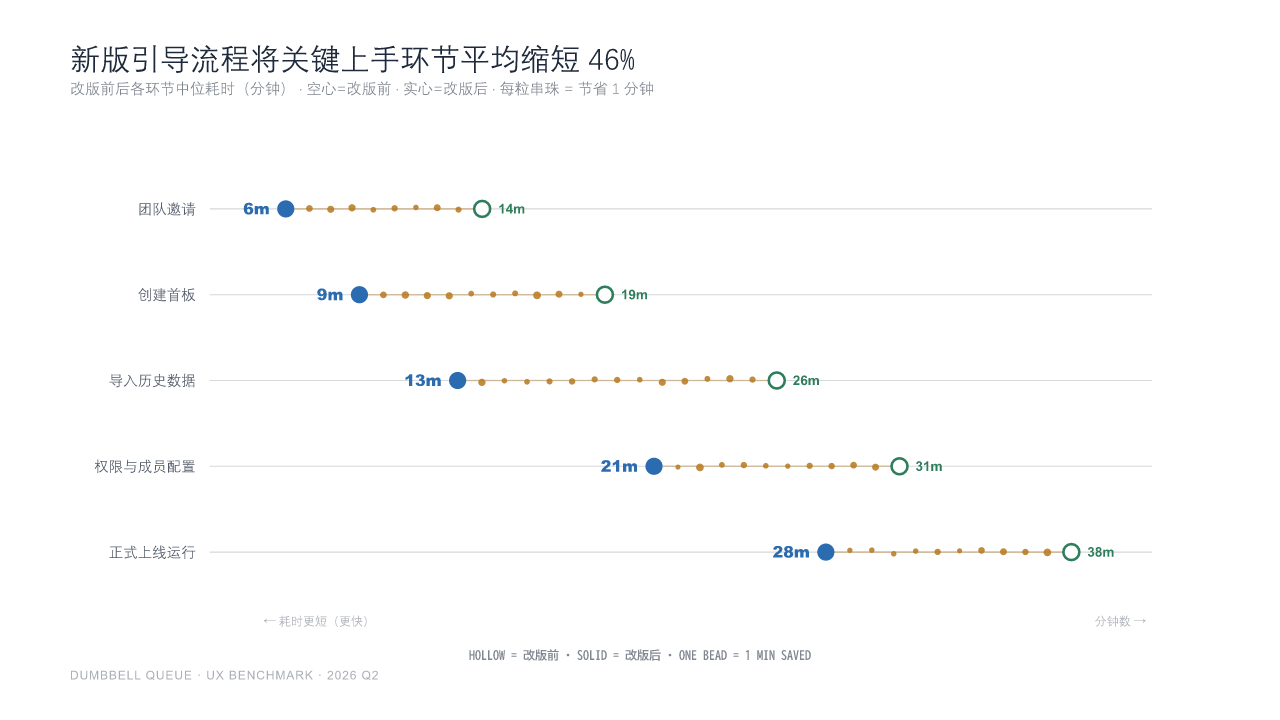 新版引导流程将关键上手环节平均缩短 46%
改版前后各环节中位耗时（分钟） · 空心=改版前 · 实心=改版后 · 每粒串珠 = 节省 1 分钟
团队邀请 6m 14m
创建首板 9m 19m
导入历史数据 13m 26m
权限与成员配置 21m 31m
正式上线运行 28m 38m
← 耗时更短（更快） 分钟数 →
HOLLOW = 改版前 · SOLID = 改版后 · ONE BEAD = 1 MIN SAVED
DUMBBELL QUEUE · UX BENCHMARK · 2026 Q2